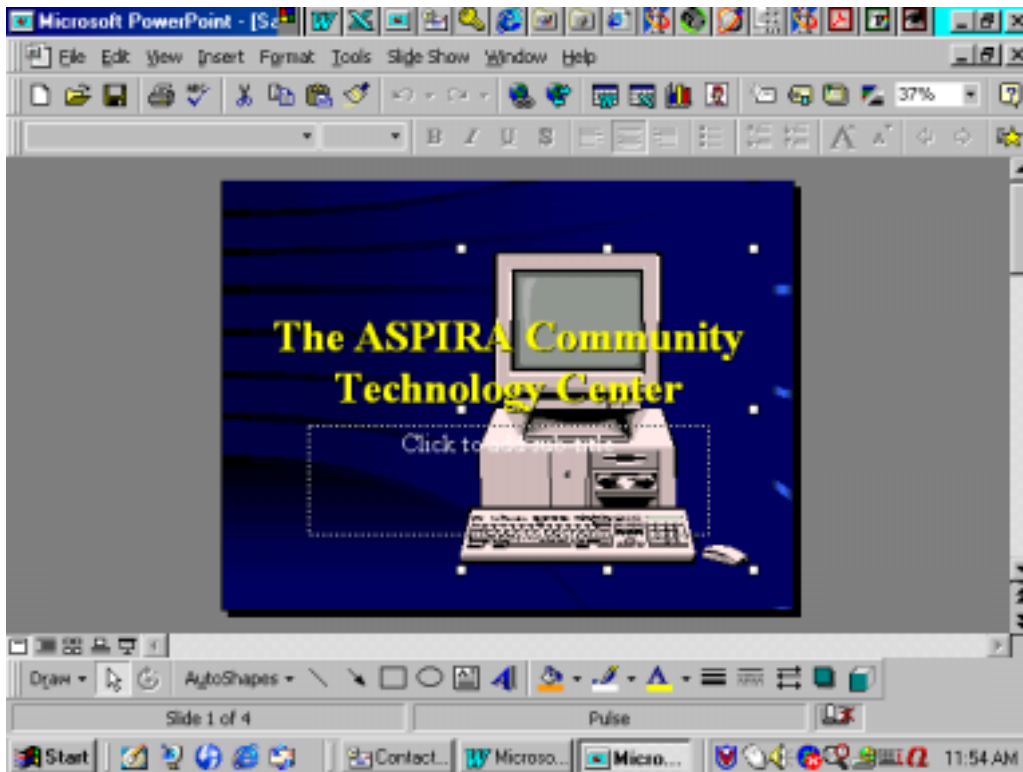 Microsoft PowerPoint - [Sa
File Edit View Insert Format Tools Slide Show Window Help
37%
B I U S
The ASPIRA Community
Technology Center
Click to add sub-title
Draw AutoShapes
Slide 1 of 4 Pulse
Start Contact... Microso... Micro... 11:54 AM